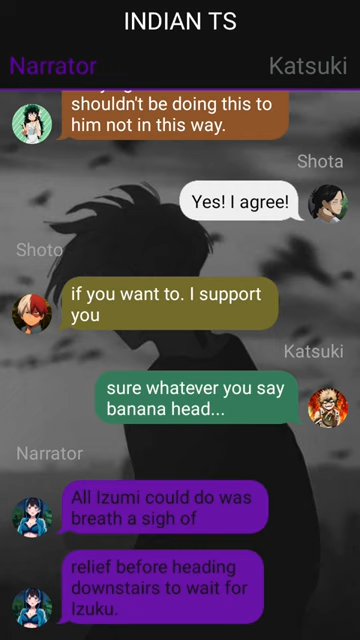 INDIAN TS
Narrator
Katsuki
shouldn't be doing this to
him not in this way.
Shota
Yes! I agree!
Shoto
if you want to. I support
you
Katsuki
sure whatever you say
banana head...
Narrator
All Izumi could do was
breath a sigh of
relief before heading
downstairs to wait for
Izuku.